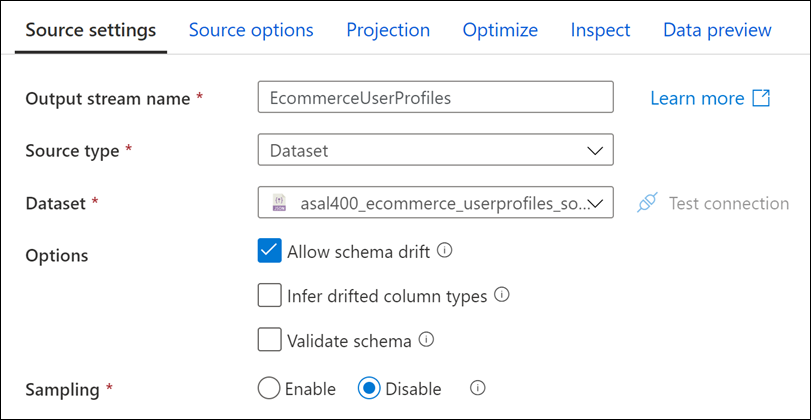 Source settings Source options Projection Optimize Inspect Data preview
Output stream name * EcommerceUserProfiles Learn more
Source type * Dataset
Dataset * asal400_ecommerce_userprofiles_so... Test connection
Options Allow schema drift
Infer drifted column types
Validate schema
Sampling * Enable Disable